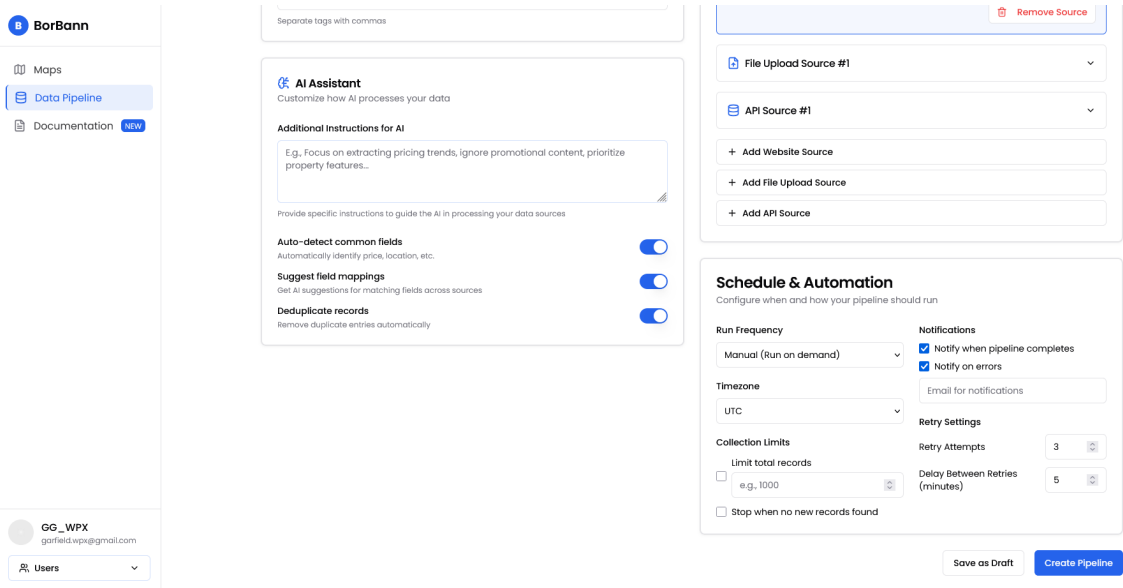 B BorBann
Maps
Data Pipeline
Documentation NEW
GG_WPX
garfield.wpx@gmail.com
Users
Separate tags with commas
AI Assistant
Customize how AI processes your data
Additional Instructions for AI
E.g., Focus on extracting pricing trends, ignore promotional content, prioritize
property features...
Provide specific instructions to guide the AI in processing your data sources
Auto-detect common fields
Automatically identify price, location, etc.
Suggest field mappings
Get AI suggestions for matching fields across sources
Deduplicate records
Remove duplicate entries automatically
Remove Source
File Upload Source #1
API Source #1
+ Add Website Source
+ Add File Upload Source
+ Add API Source
Schedule & Automation
Configure when and how your pipeline should run
Run Frequency
Manual (Run on demand)
Timezone
UTC
Collection Limits
Limit total records
e.g., 1000
Stop when no new records found
Notifications
Notify when pipeline completes
Notify on errors
Email for notifications
Retry Settings
Retry Attempts 3
Delay Between Retries
(minutes) 5
Save as Draft
Create Pipeline